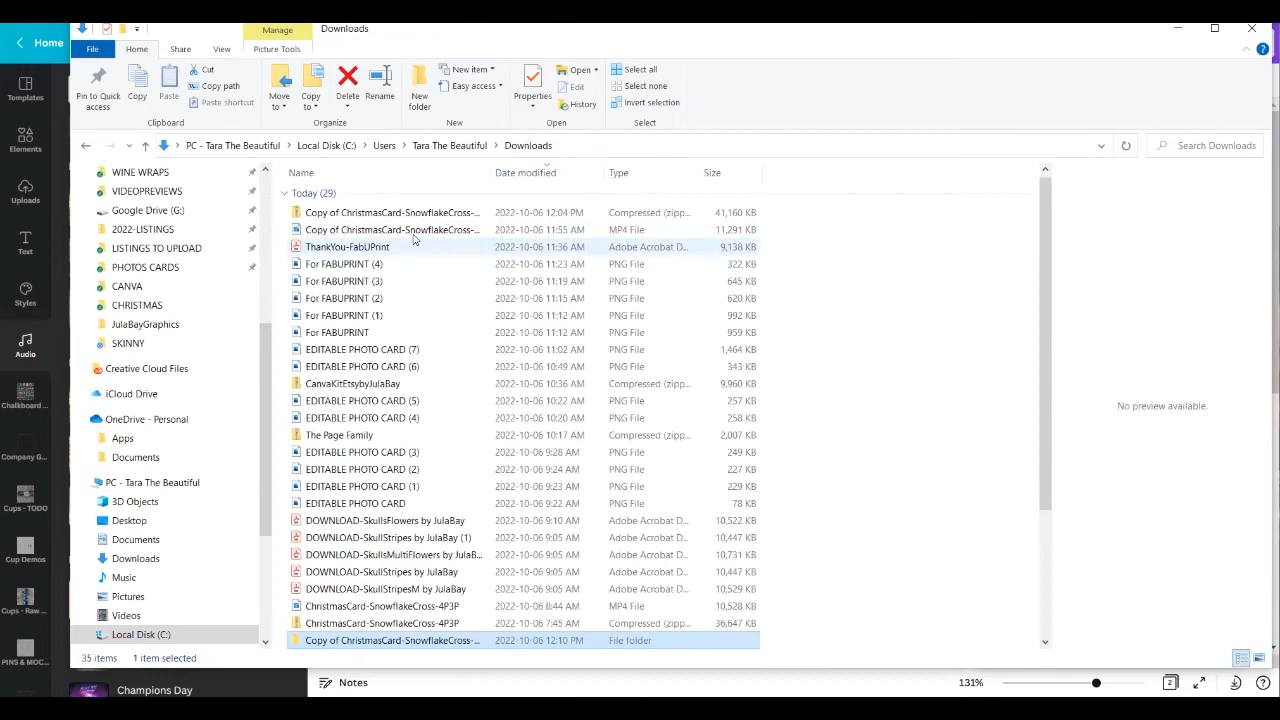 Manage
Downloads
Home
File Home Share View Picture Tools
Pin to Quick access
Copy
Paste
Cut
Copy path
Paste shortcut
Clipboard
Move to
Copy to
Delete
Rename
Organize
New folder
New item
Easy access
New
Properties
Open
Edit
History
Open
Select all
Select none
Invert selection
Select
PC - Tara The Beautiful > Local Disk (C:) > Users > Tara The Beautiful > Downloads
Search Downloads
Templates
Elements
Uploads
Text
Styles
Audio
Chalkboard ...
Company G...
Cups - TODO
Cup Demos
Cups - Raw ...
PINS & MOC...
WINE WRAPS
VIDEOPREVIEWS
Google Drive (G:)
2022-LISTINGS
LISTINGS TO UPLOAD
PHOTOS CARDS
CANVA
CHRISTMAS
JulaBayGraphics
SKINNY
Creative Cloud Files
iCloud Drive
OneDrive - Personal
Apps
Documents
PC - Tara The Beautiful
3D Objects
Desktop
Documents
Downloads
Music
Pictures
Videos
Local Disk (C:)
Name Date modified Type Size
Today (29)
Copy of ChristmasCard-SnowflakeCross-... 2022-10-06 12:04 PM Compressed (zipp... 41,160 KB
Copy of ChristmasCard-SnowflakeCross-... 2022-10-06 11:55 AM MP4 File 11,291 KB
ThankYou-FabUPrint 2022-10-06 11:36 AM Adobe Acrobat D... 9,138 KB
For FABUPRINT (4) 2022-10-06 11:23 AM PNG File 322 KB
For FABUPRINT (3) 2022-10-06 11:19 AM PNG File 645 KB
For FABUPRINT (2) 2022-10-06 11:15 AM PNG File 620 KB
For FABUPRINT (1) 2022-10-06 11:12 AM PNG File 992 KB
For FABUPRINT 2022-10-06 11:12 AM PNG File 959 KB
EDITABLE PHOTO CARD (7) 2022-10-06 11:02 AM PNG File 1,464 KB
EDITABLE PHOTO CARD (6) 2022-10-06 10:49 AM PNG File 343 KB
CanvaKitEtsybyJulaBay 2022-10-06 10:36 AM Compressed (zipp... 9,960 KB
EDITABLE PHOTO CARD (5) 2022-10-06 10:22 AM PNG File 257 KB
EDITABLE PHOTO CARD (4) 2022-10-06 10:20 AM PNG File 258 KB
The Page Family 2022-10-06 10:17 AM Compressed (zipp... 2,007 KB
EDITABLE PHOTO CARD (3) 2022-10-06 9:28 AM PNG File 249 KB
EDITABLE PHOTO CARD (2) 2022-10-06 9:24 AM PNG File 227 KB
EDITABLE PHOTO CARD (1) 2022-10-06 9:23 AM PNG File 229 KB
EDITABLE PHOTO CARD 2022-10-06 9:22 AM PNG File 78 KB
DOWNLOAD-SkullsFlowers by JulaBay 2022-10-06 9:10 AM Adobe Acrobat D... 10,522 KB
DOWNLOAD-SkullStripes by JulaBay (1) 2022-10-06 9:05 AM Adobe Acrobat D... 10,447 KB
DOWNLOAD-SkullsMultiFlowers by JulaB... 2022-10-06 9:05 AM Adobe Acrobat D... 10,731 KB
DOWNLOAD-SkullStripes by JulaBay 2022-10-06 9:05 AM Adobe Acrobat D... 10,447 KB
DOWNLOAD-SkullStripesM by JulaBay 2022-10-06 9:05 AM Adobe Acrobat D... 10,529 KB
ChristmasCard-SnowflakeCross-4P3P 2022-10-06 8:44 AM MP4 File 10,528 KB
ChristmasCard-SnowflakeCross-4P3P 2022-10-06 7:45 AM Compressed (zipp... 36,647 KB
Copy of ChristmasCard-SnowflakeCross-... 2022-10-06 12:10 PM File folder
No preview available.
35 items 1 item selected
Champions Day
Notes
131%
2